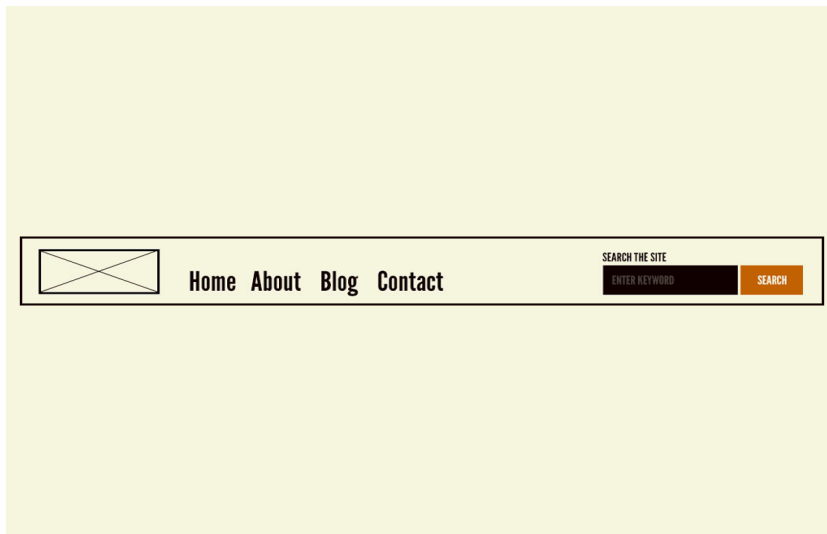 Home About Blog Contact
SEARCH THE SITE
ENTER KEYWORD SEARCH